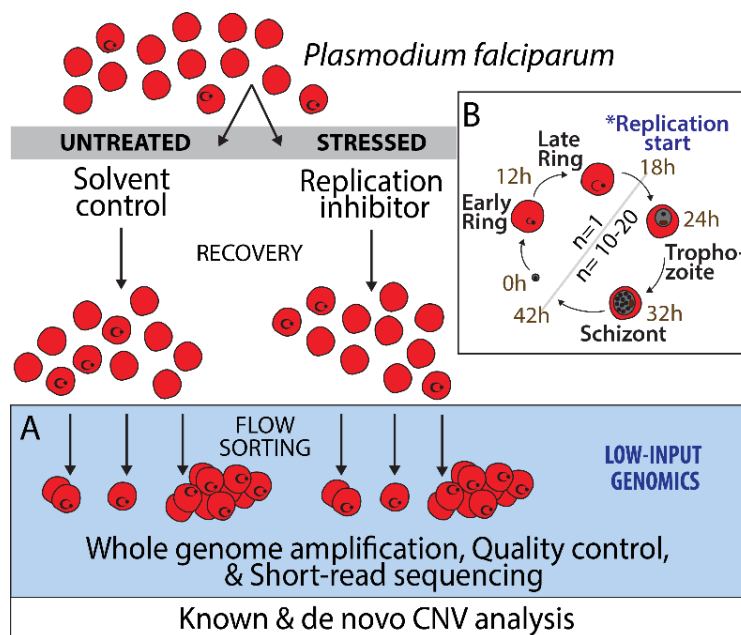 Plasmodium falciparum
UNTREATED
STRESSED
Solvent
control
Replication
inhibitor
RECOVERY
B
Late
Ring
*Replication
start
12h
18h
Early
Ring
24h
n=1
n= 10-20
Tropho-
zoite
0h
42h
32h
Schizont
A
FLOW
SORTING
LOW-INPUT
GENOMICS
Whole genome amplification, Quality control,
& Short-read sequencing
Known & de novo CNV analysis